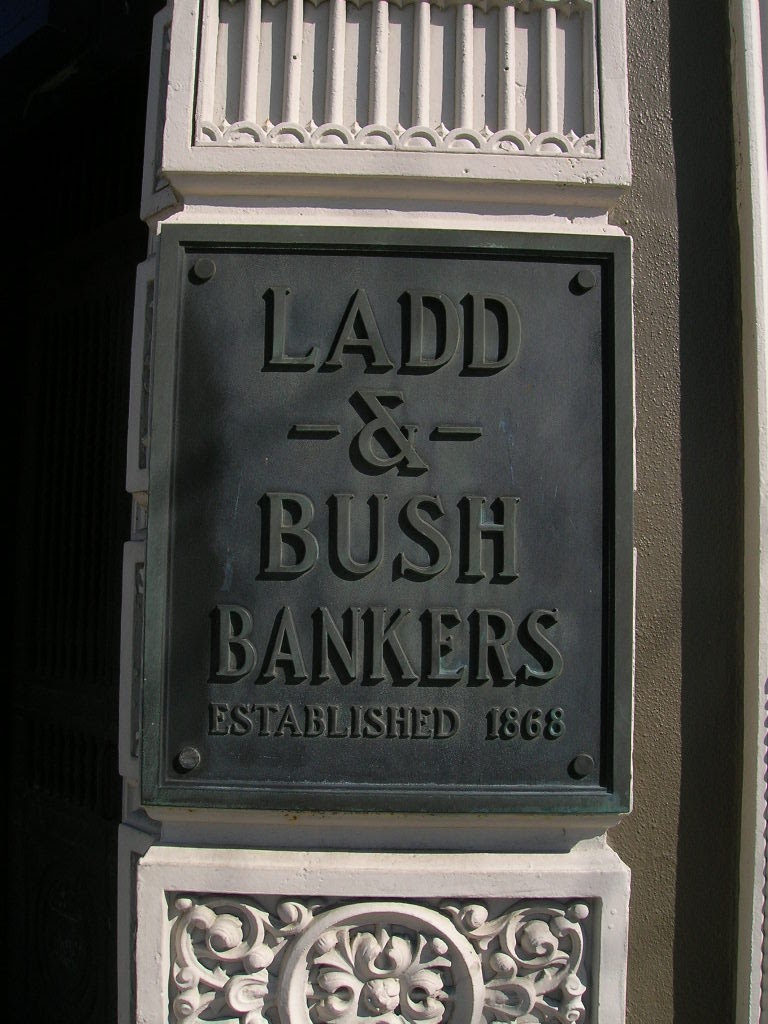 LADD
-&-
BUSH
BANKERS
ESTABLISHED 1868